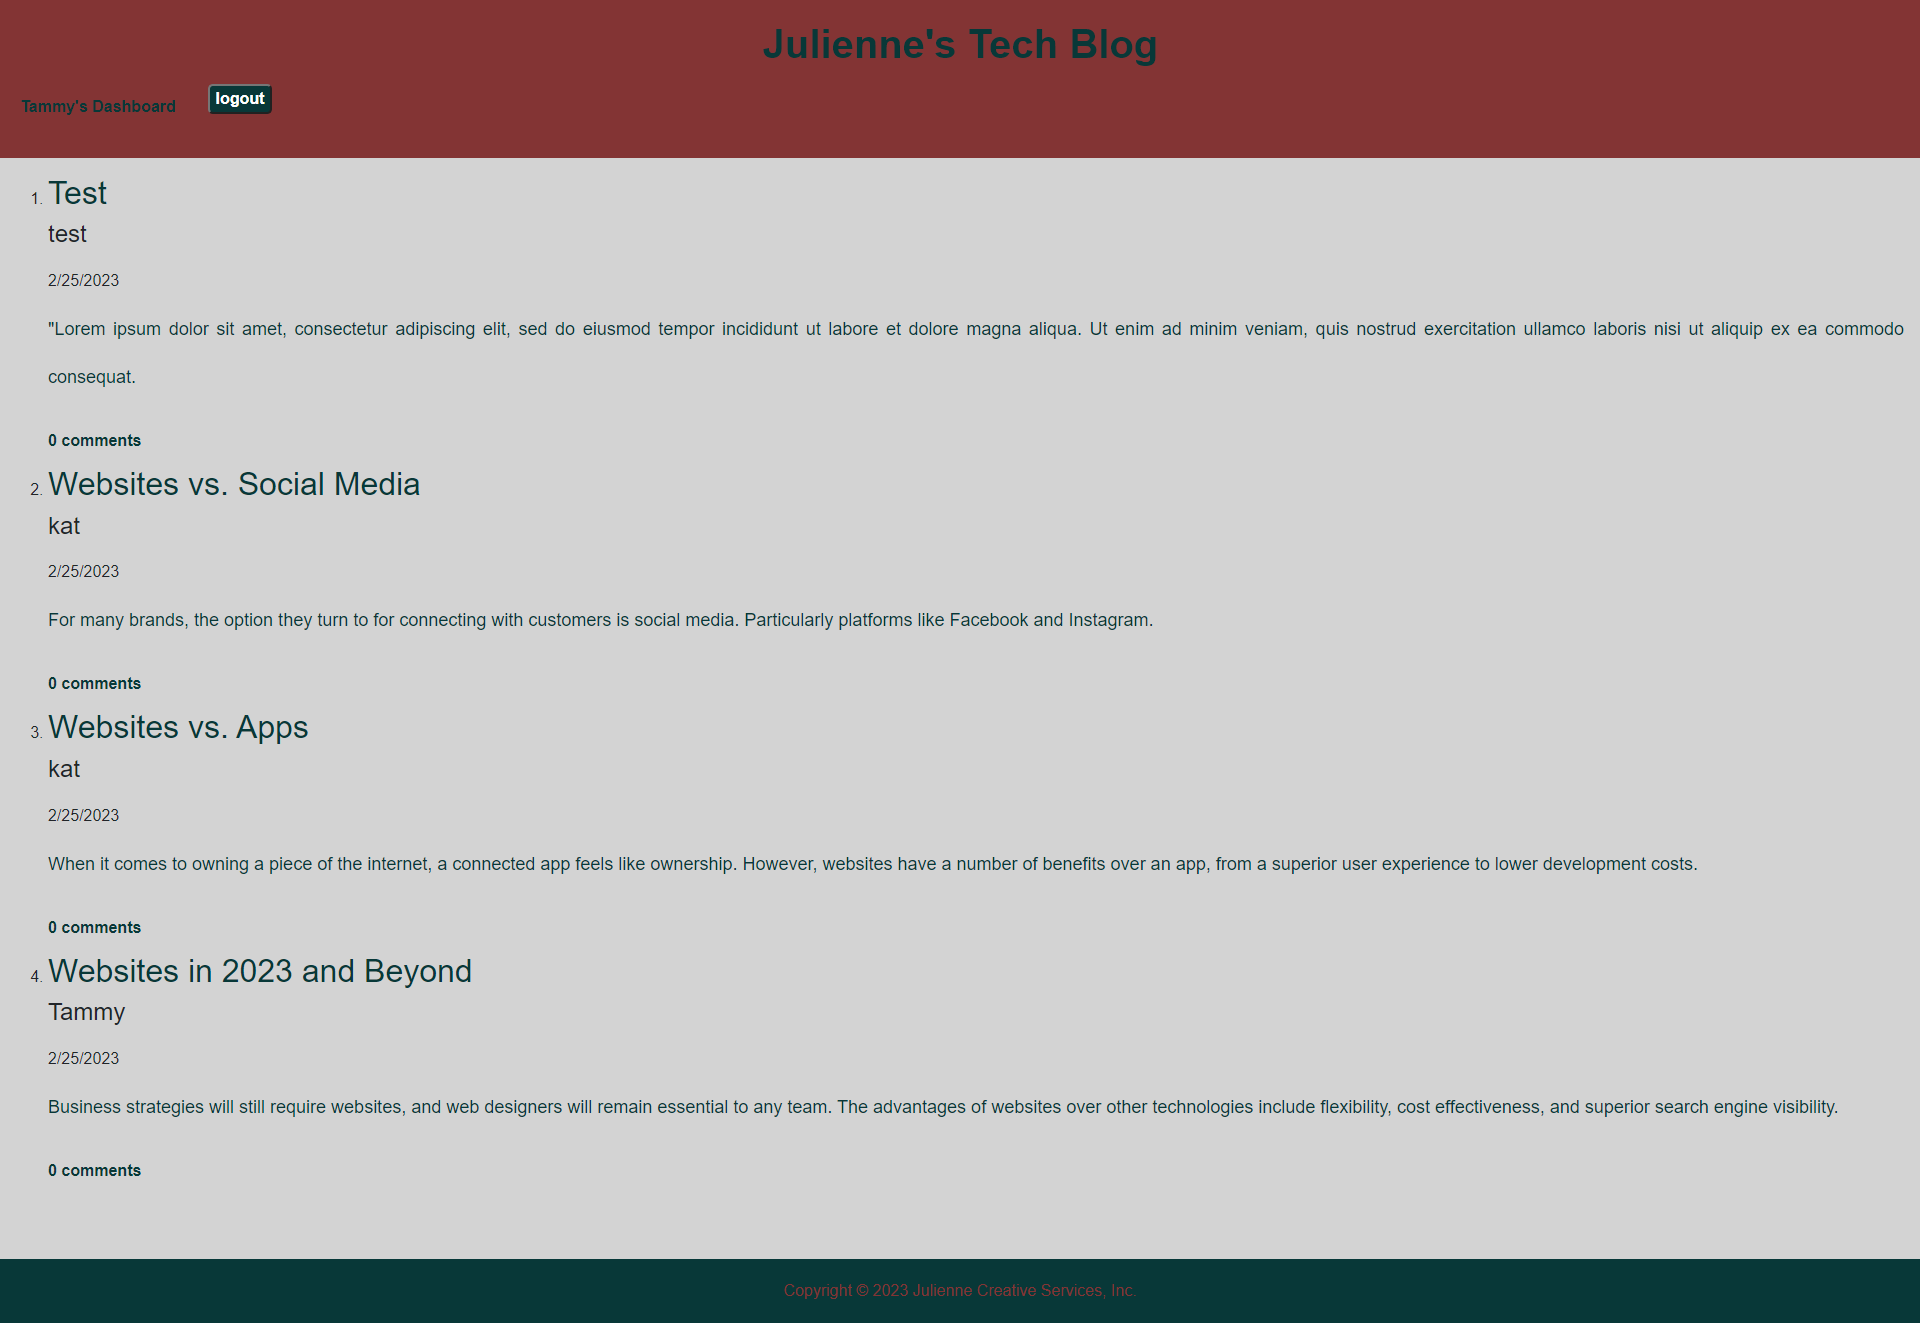 Julienne's Tech Blog
Tammy's Dashboard logout
1. Test
test
2/25/2023
"Lorem ipsum dolor sit amet, consectetur adipiscing elit, sed do eiusmod tempor incididunt ut labore et dolore magna aliqua. Ut enim ad minim veniam, quis nostrud exercitation ullamco laboris nisi ut aliquip ex ea commodo
consequat.
0 comments
2. Websites vs. Social Media
kat
2/25/2023
For many brands, the option they turn to for connecting with customers is social media. Particularly platforms like Facebook and Instagram.
0 comments
3. Websites vs. Apps
kat
2/25/2023
When it comes to owning a piece of the internet, a connected app feels like ownership. However, websites have a number of benefits over an app, from a superior user experience to lower development costs.
0 comments
4. Websites in 2023 and Beyond
Tammy
2/25/2023
Business strategies will still require websites, and web designers will remain essential to any team. The advantages of websites over other technologies include flexibility, cost effectiveness, and superior search engine visibility.
0 comments
Copyright © 2023 Julienne Creative Services, Inc.